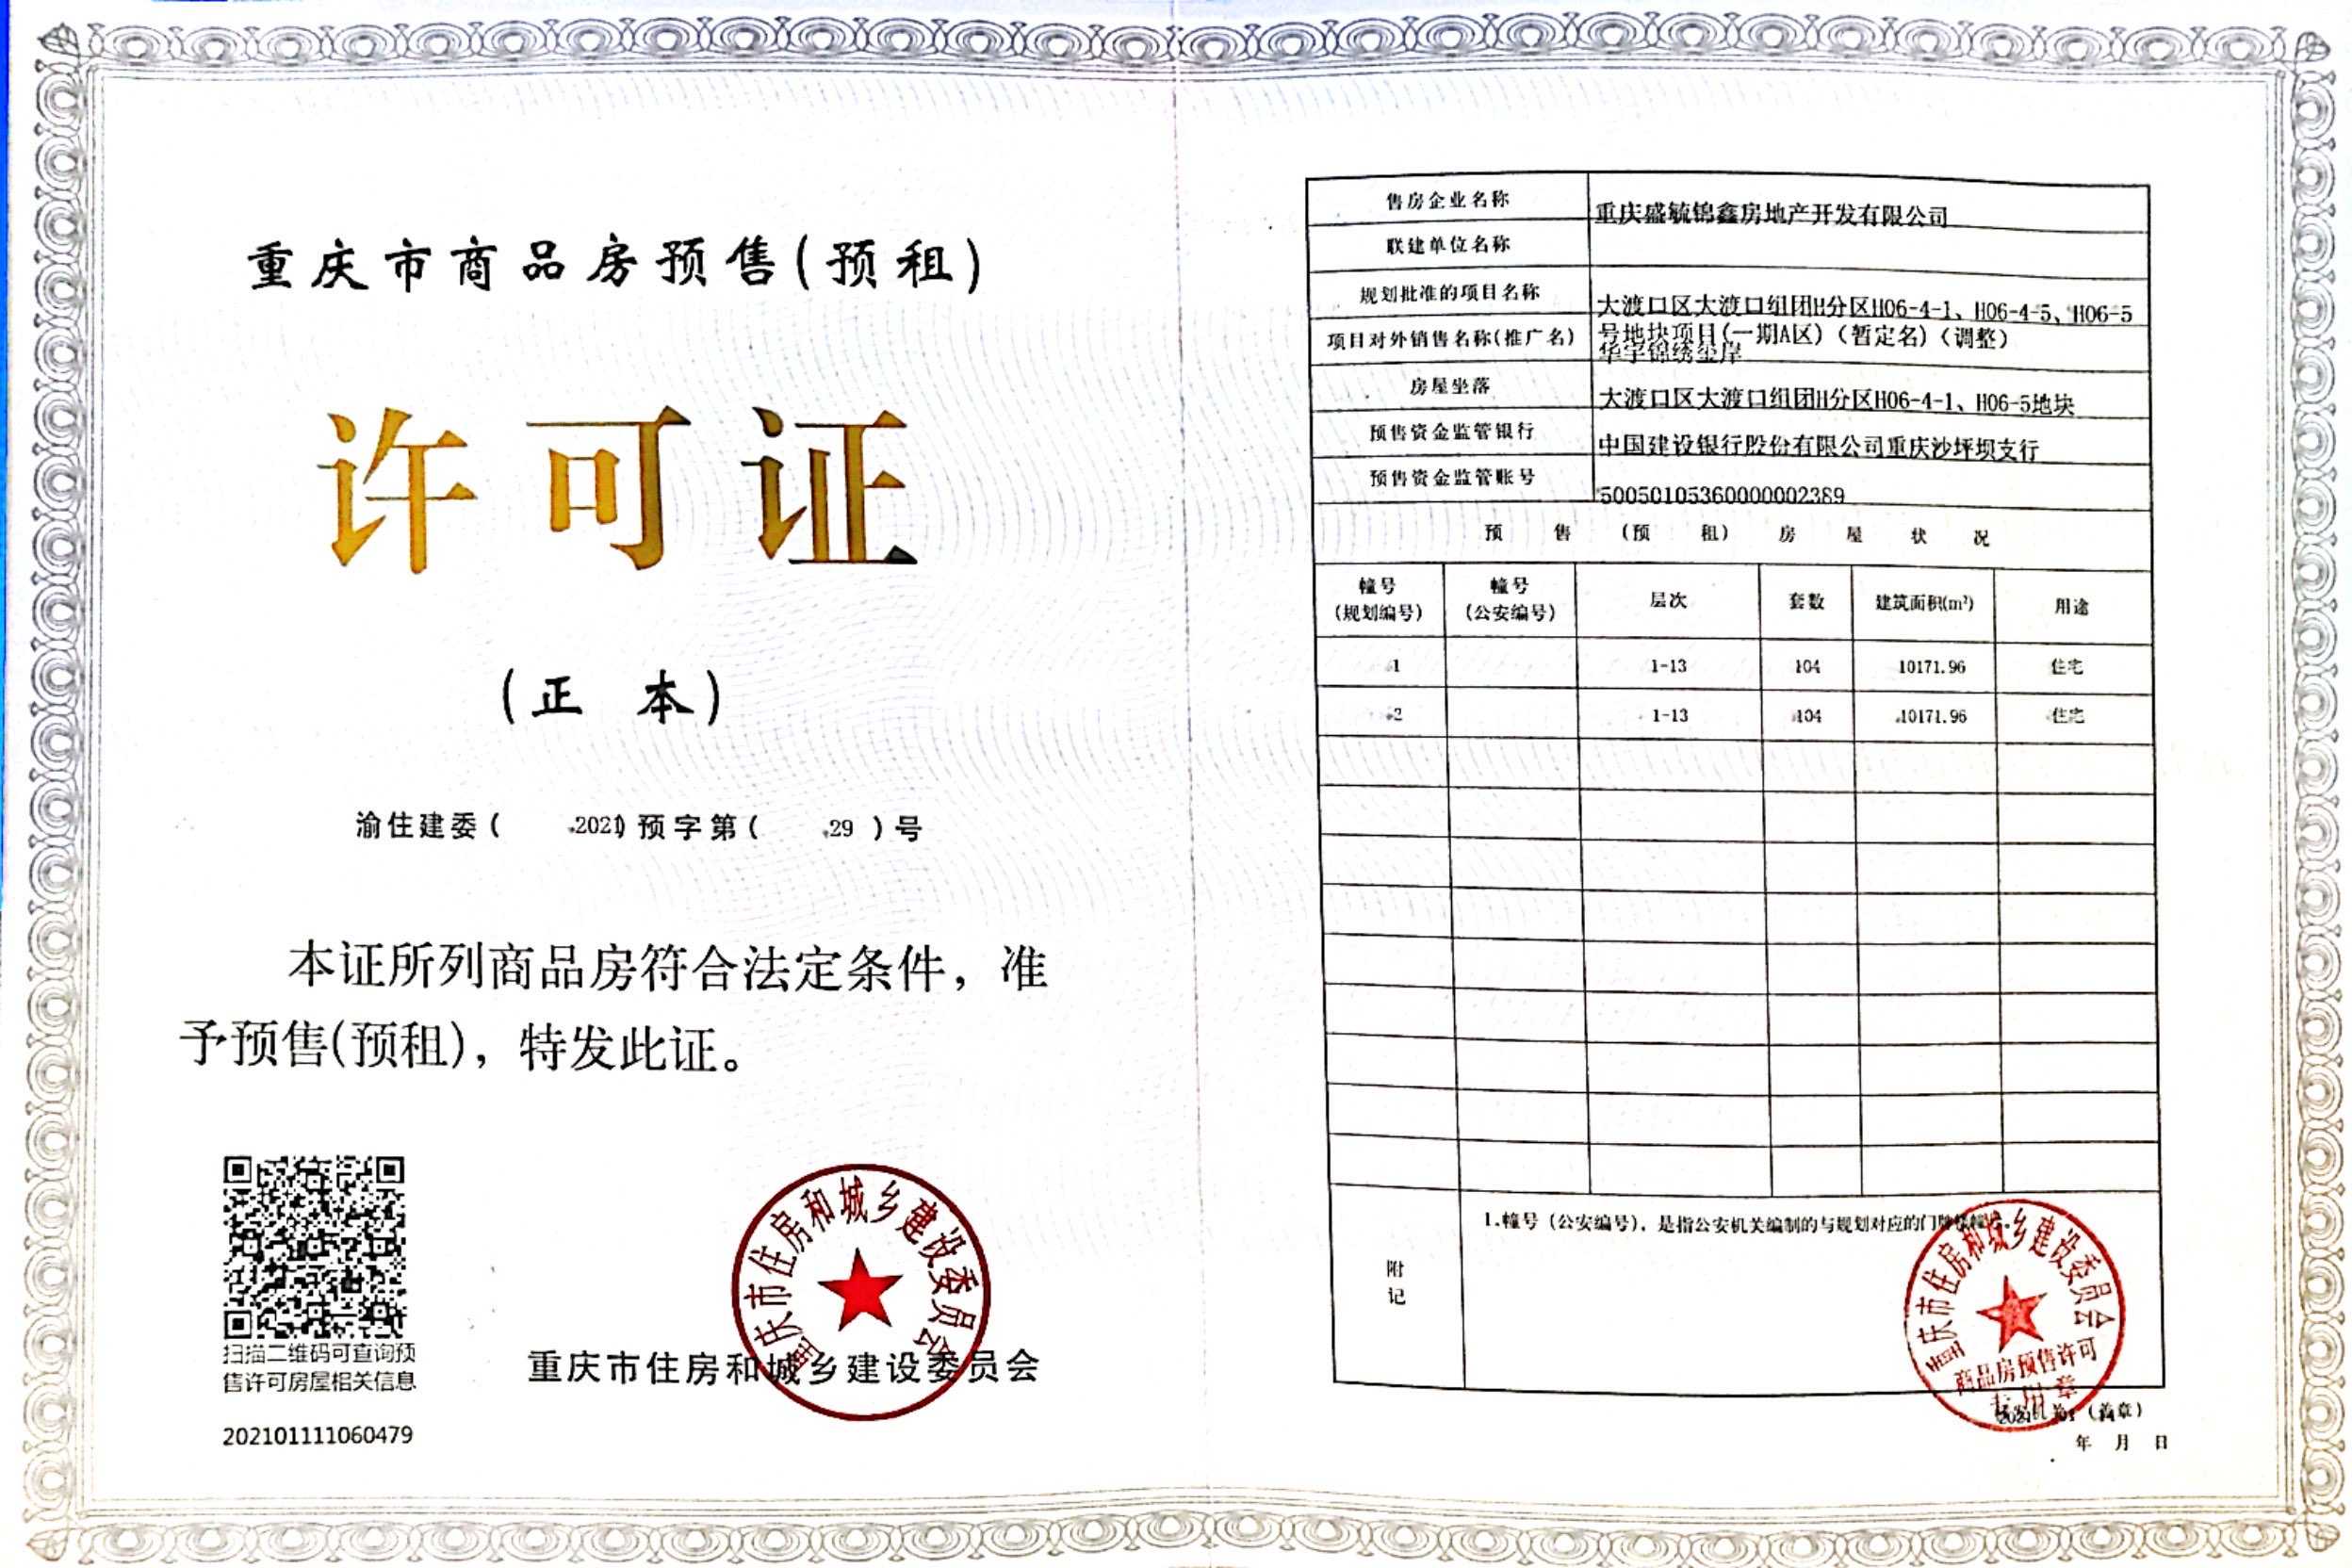 重庆市商品房预售(预租)
许可证
(正 本)
渝住建委( 2021)预字第( 29 )号
本证所列商品房符合法定条件，准
予预售(预租)，特发此证。
扫描二维码可查询预
售许可房屋相关信息
202101111060479
重庆市住房和城乡建设委员会
重庆市住房和城乡建设委员会
售房企业名称 重庆盛毓锦鑫房地产开发有限公司
联建单位名称
规划批准的项目名称 大渡口区大渡口组团H分区H06-4-1、H06-4-5、H06-5
号地块项目(一期A区)(暂定名)(调整)
项目对外销售名称(推广名) 华宇锦绣玺岸
房屋坐落 大渡口区大渡口组团H分区H06-4-1、H06-5地块
预售资金监管银行 中国建设银行股份有限公司重庆沙坪坝支行
预售资金监管账号 50050105360000002389
预 售 (预 租) 房 屋 状 况
幢号(规划编号) 幢号(公安编号) 层次 套数 建筑面积(m²) 用途
1 1-13 104 10171.96 住宅
2 1-13 104 10171.96 住宅
附记
1.幢号（公安编号），是指公安机关编制的与规划对应的门牌
重庆市住房和城乡建设委员会
商品房预售许可
专用章
(盖章)
年 月 日